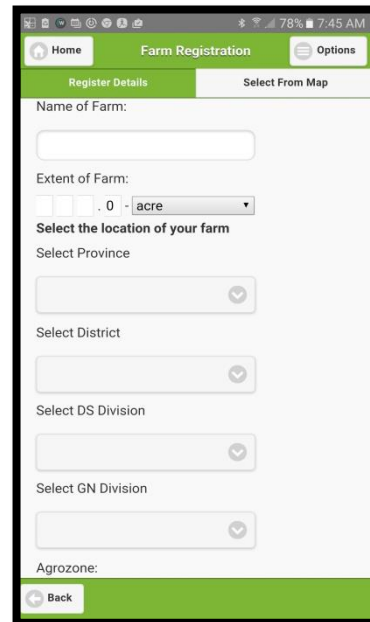 78% 7:45 AM
Home Farm Registration Options
Register Details Select From Map
Name of Farm:
Extent of Farm:
. 0 - acre
Select the location of your farm
Select Province
Select District
Select DS Division
Select GN Division
Agrozone:
Back